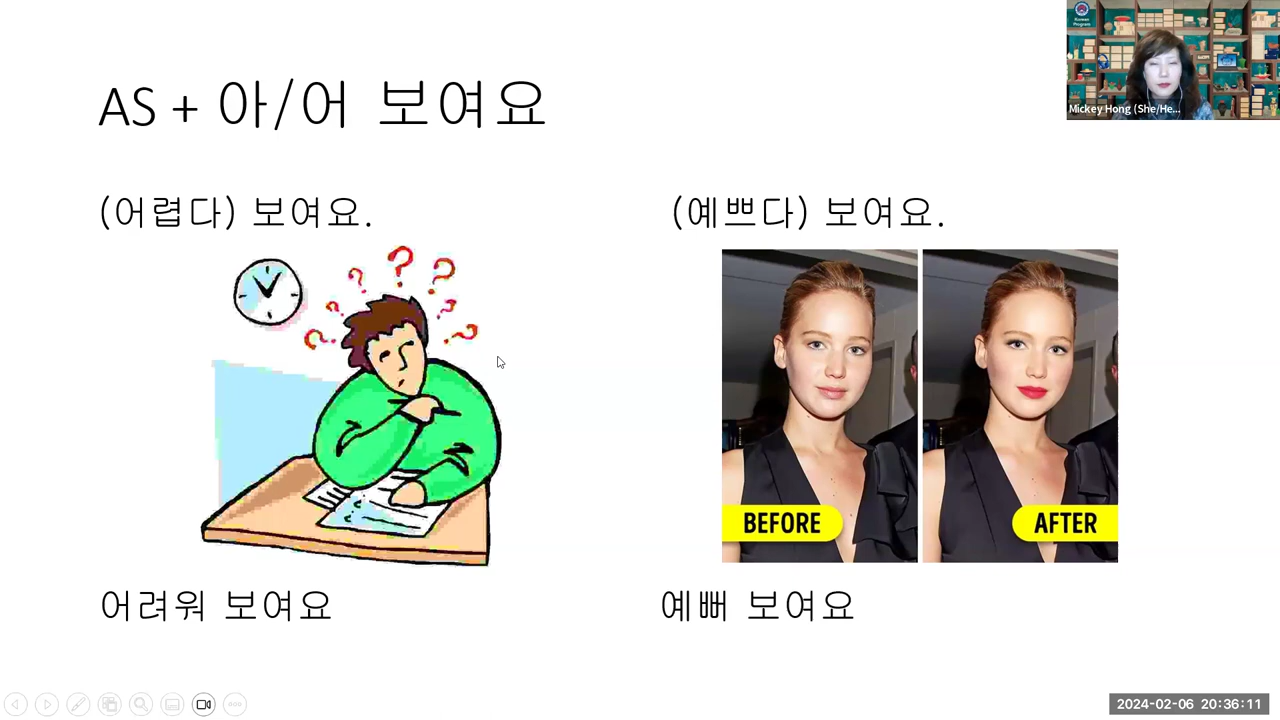 AS + 아/어 보여요
Korean
Program
Mickey Hong (She/He...
(어렵다) 보여요.
(예쁘다) 보여요.
BEFORE
AFTER
어려워 보여요
예뻐 보여요
2024-02-06 20:36:11